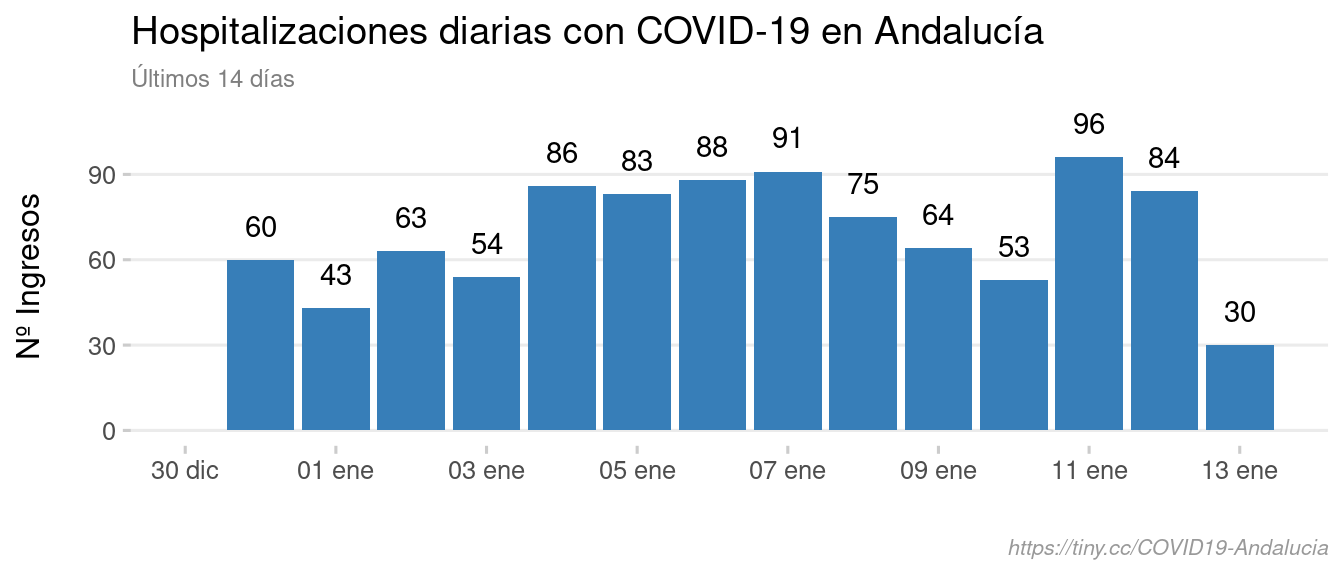 Hospitalizaciones diarias con COVID-19 en Andalucía
Últimos 14 días
Nº Ingresos
90
60
30
0
60
43
63
54
86
83
88
91
75
64
53
96
84
30
30 dic
01 ene
03 ene
05 ene
07 ene
09 ene
11 ene
13 ene
https://tiny.cc/COVID19-Andalucia